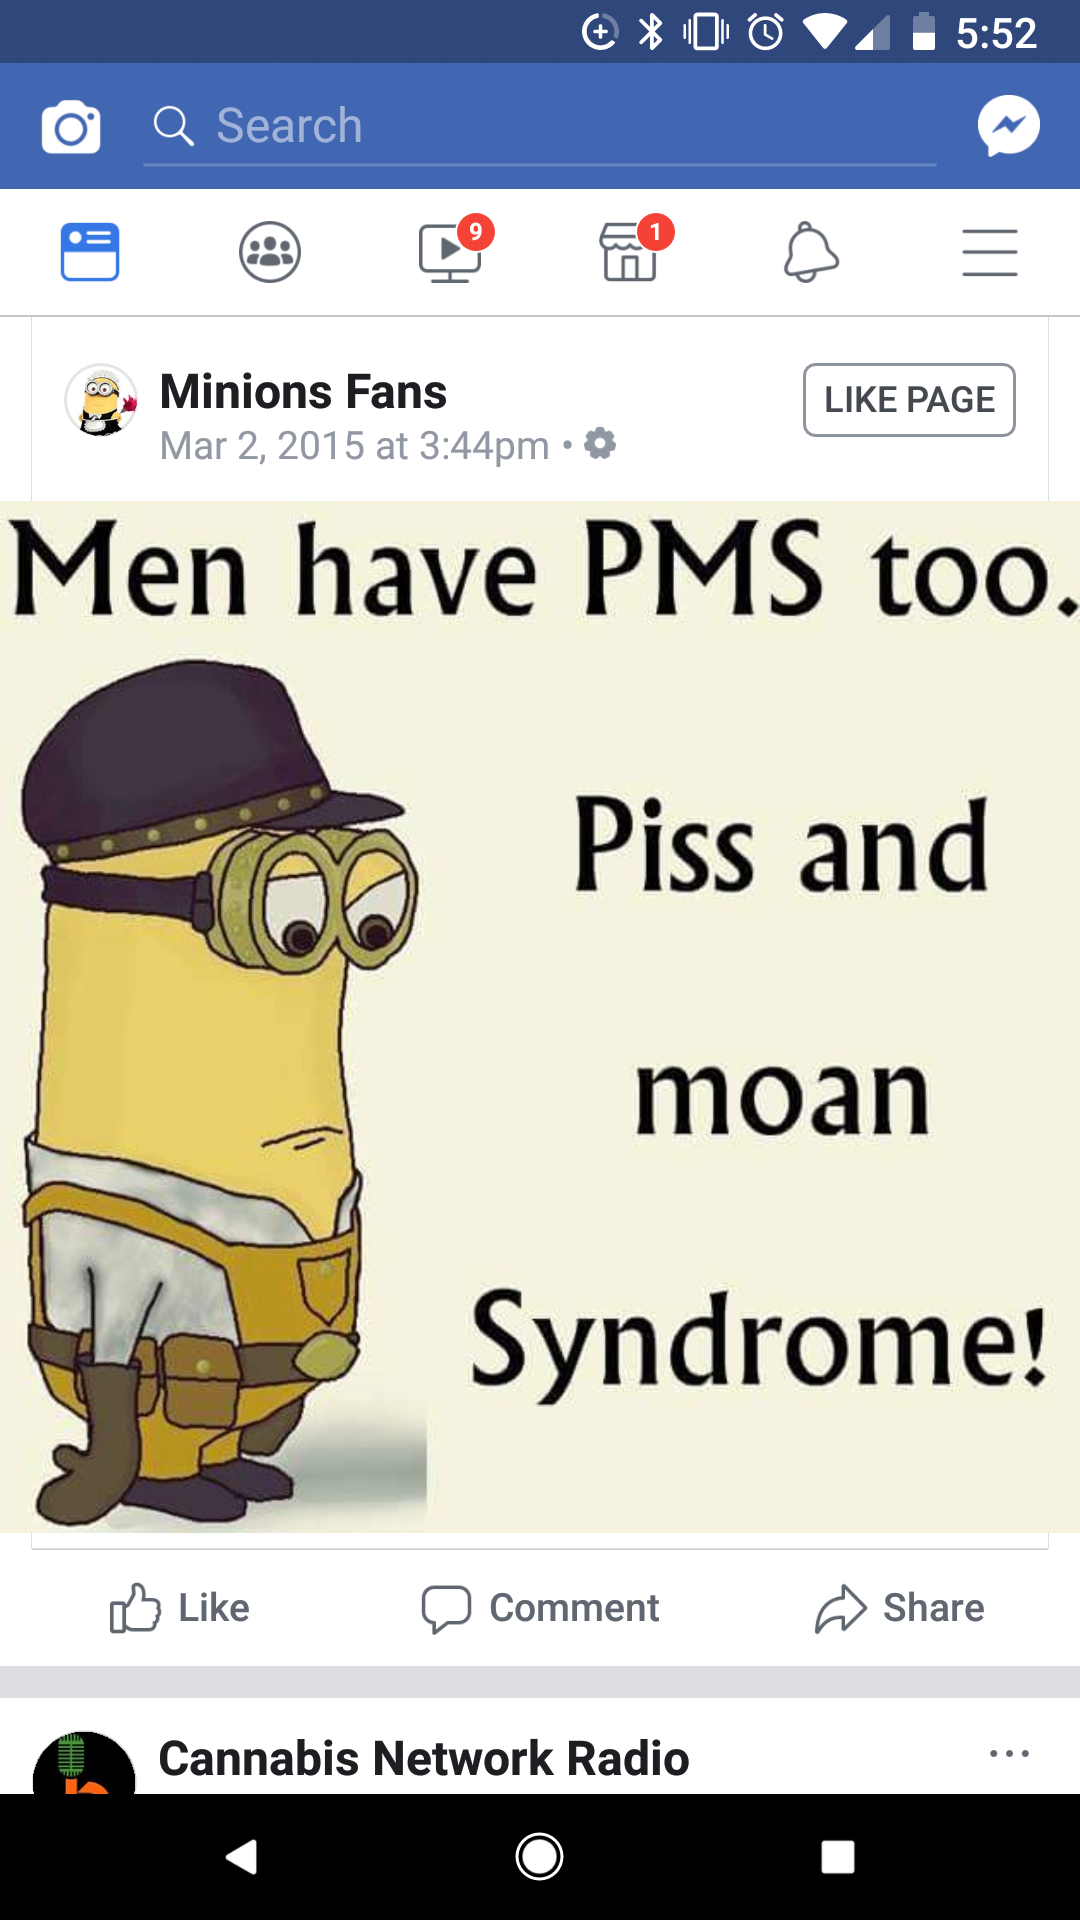 5:52
Search
9
1
Minions Fans
LIKE PAGE
Mar 2, 2015 at 3:44pm •
Men have PMS too.
Piss and
moan
Syndrome!
Like
Comment
Share
Cannabis Network Radio